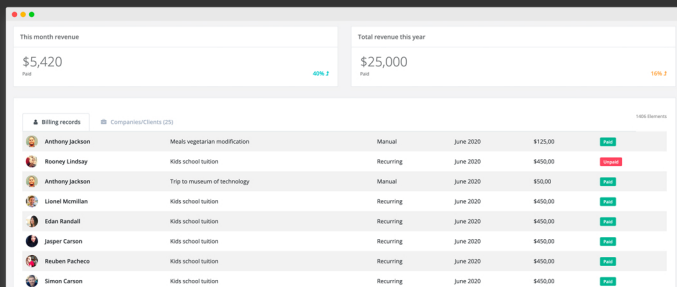 This month revenue
Total revenue this year
$5,420
$25,000
Paid
40%
Paid
16%
Billing records
Companies/Clients (25)
1406 Elements
Anthony Jackson Meals vegetarian modification Manual June 2020 $125,00 Paid
Rooney Lindsay Kids school tuition Recurring June 2020 $450,00 Unpaid
Anthony Jackson Trip to museum of technology Manual June 2020 $50,00 Paid
Lionel Mcmillan Kids school tuition Recurring June 2020 $450,00 Paid
Edan Randall Kids school tuition Recurring June 2020 $450,00 Paid
Jasper Carson Kids school tuition Recurring June 2020 $450,00 Paid
Reuben Pacheco Kids school tuition Recurring June 2020 $450,00 Paid
Simon Carson Kids school tuition Recurring June 2020 $450,00 Paid